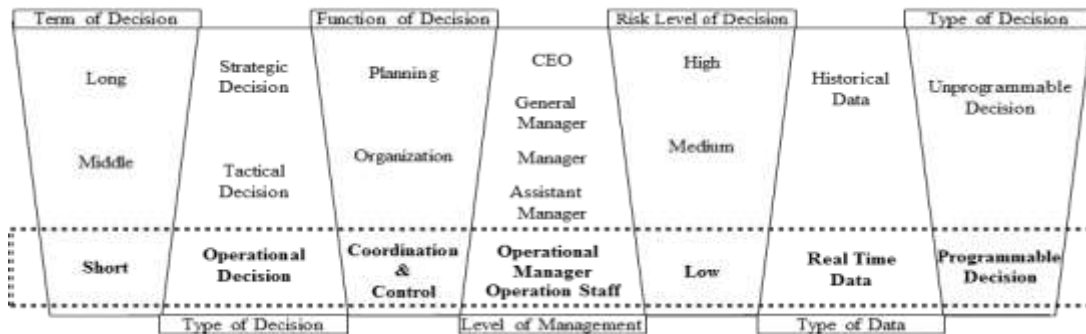 Term of Decision
Function of Decision
Risk Level of Decision
Type of Decision
Long
Strategic
Decision
Planning
CEO
High
Historical
Data
Unprogrammable
Decision
General
Manager
Middle
Tactical
Decision
Organization
Manager
Medium
Assistant
Manager
Short
Operational
Decision
Coordination
&
Control
Operational
Manager
Operation Staff
Low
Real Time
Data
Programmable
Decision
Type of Decision
Level of Management
Type of Data